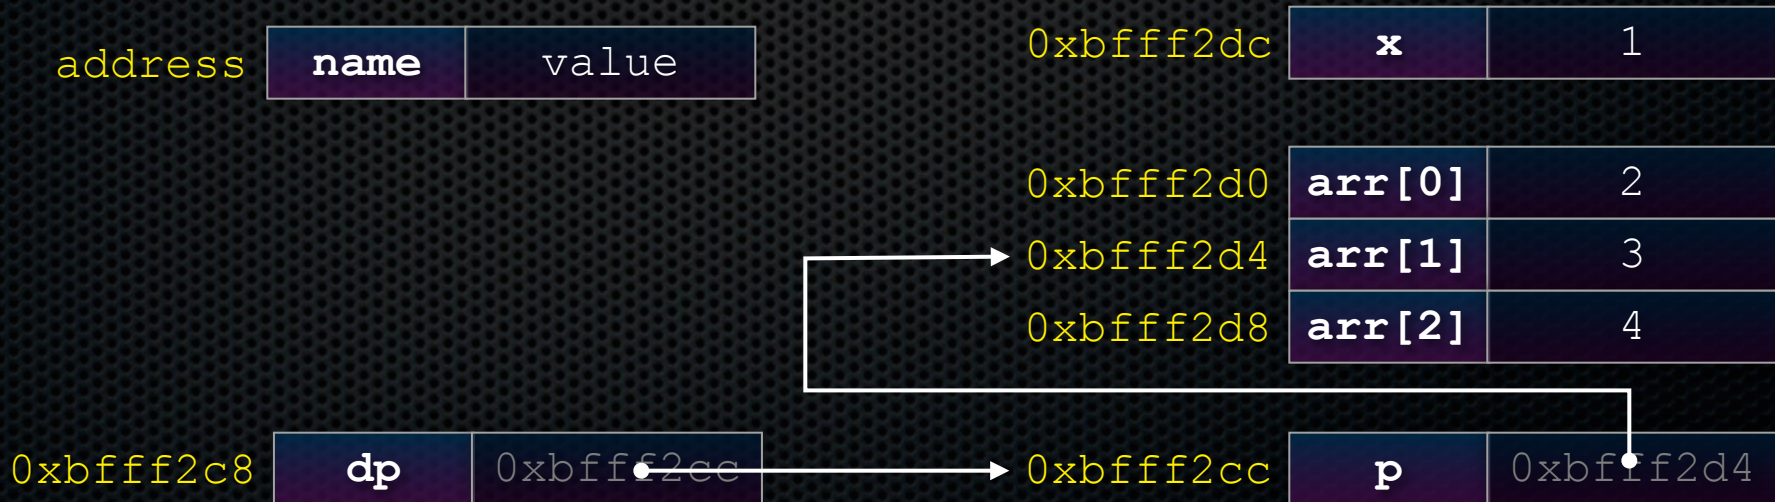 address name value
0xbfff2dc x 1
0xbfff2d0 arr[0] 2
0xbfff2d4 arr[1] 3
0xbfff2d8 arr[2] 4
0xbfff2c8 dp 0xbfff2cc
0xbfff2cc p 0xbfff2d4